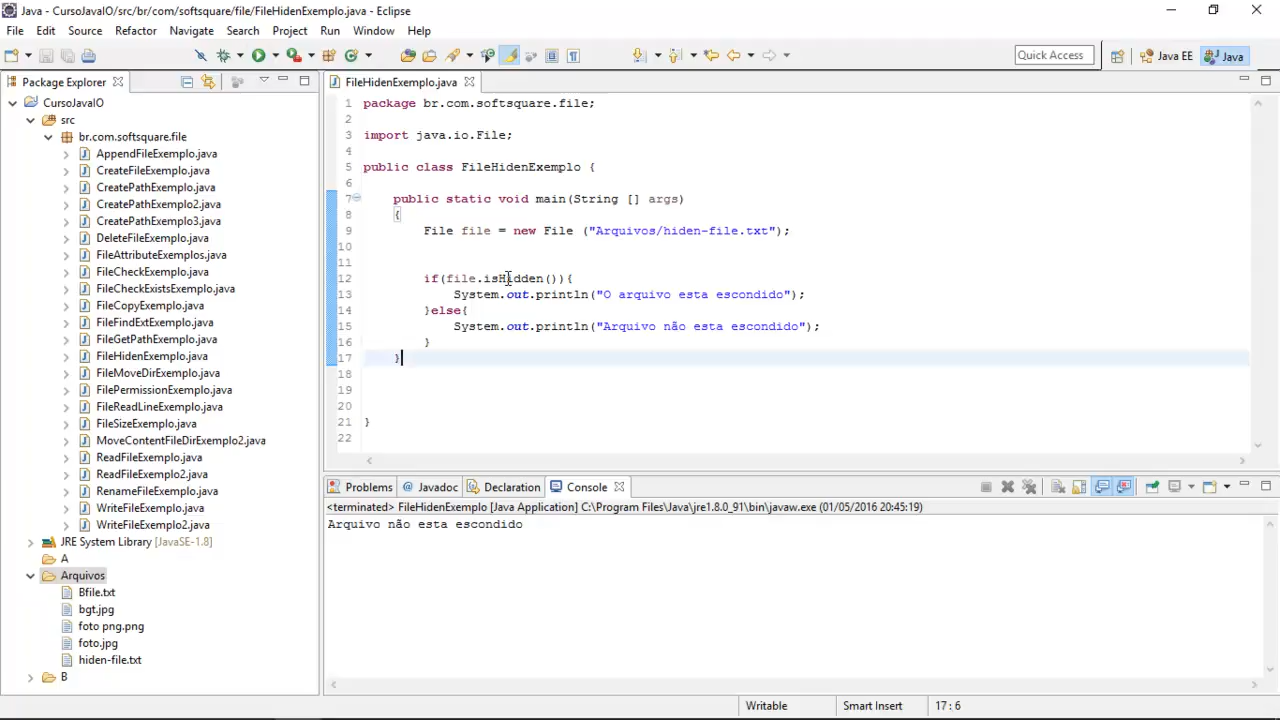 Java - CursoJavaIO/src/br/com/softsquare/file/FileHidenExemplo.java - Eclipse
File Edit Source Refactor Navigate Search Project Run Window Help
Quick Access Java EE Java
Package Explorer
CursoJavaIO
src
br.com.softsquare.file
AppendFileExemplo.java
CreateFileExemplo.java
CreatePathExemplo.java
CreatePathExemplo2.java
CreatePathExemplo3.java
DeleteFileExemplo.java
FileAttributeExemplos.java
FileCheckExemplo.java
FileCheckExistsExemplo.java
FileCopyExemplo.java
FileFindExtExemplo.java
FileGetPathExemplo.java
FileHidenExemplo.java
FileMoveDirExemplo.java
FilePermissionExemplo.java
FileReadLineExemplo.java
FileSizeExemplo.java
MoveContentFileDirExemplo2.java
ReadFileExemplo.java
ReadFileExemplo2.java
RenameFileExemplo.java
WriteFileExemplo.java
WriteFileExemplo2.java
JRE System Library [JavaSE-1.8]
A
Arquivos
Bfile.txt
bgt.jpg
foto png.png
foto.jpg
hiden-file.txt
B
FileHidenExemplo.java
1 package br.com.softsquare.file;
2
3 import java.io.File;
4
5 public class FileHidenExemplo {
6
7 public static void main(String [] args)
8 {
9 File file = new File ("Arquivos/hiden-file.txt");
10
11
12 if(file.isHidden()){
13 System.out.println("O arquivo esta escondido");
14 }else{
15 System.out.println("Arquivo não esta escondido");
16 }
17 }
18
19
20
21 }
22
Problems Javadoc Declaration Console
<terminated> FileHidenExemplo [Java Application] C:\Program Files\Java\jre1.8.0_91\bin\javaw.exe (01/05/2016 20:45:19)
Arquivo não esta escondido
Writable Smart Insert 17 : 6